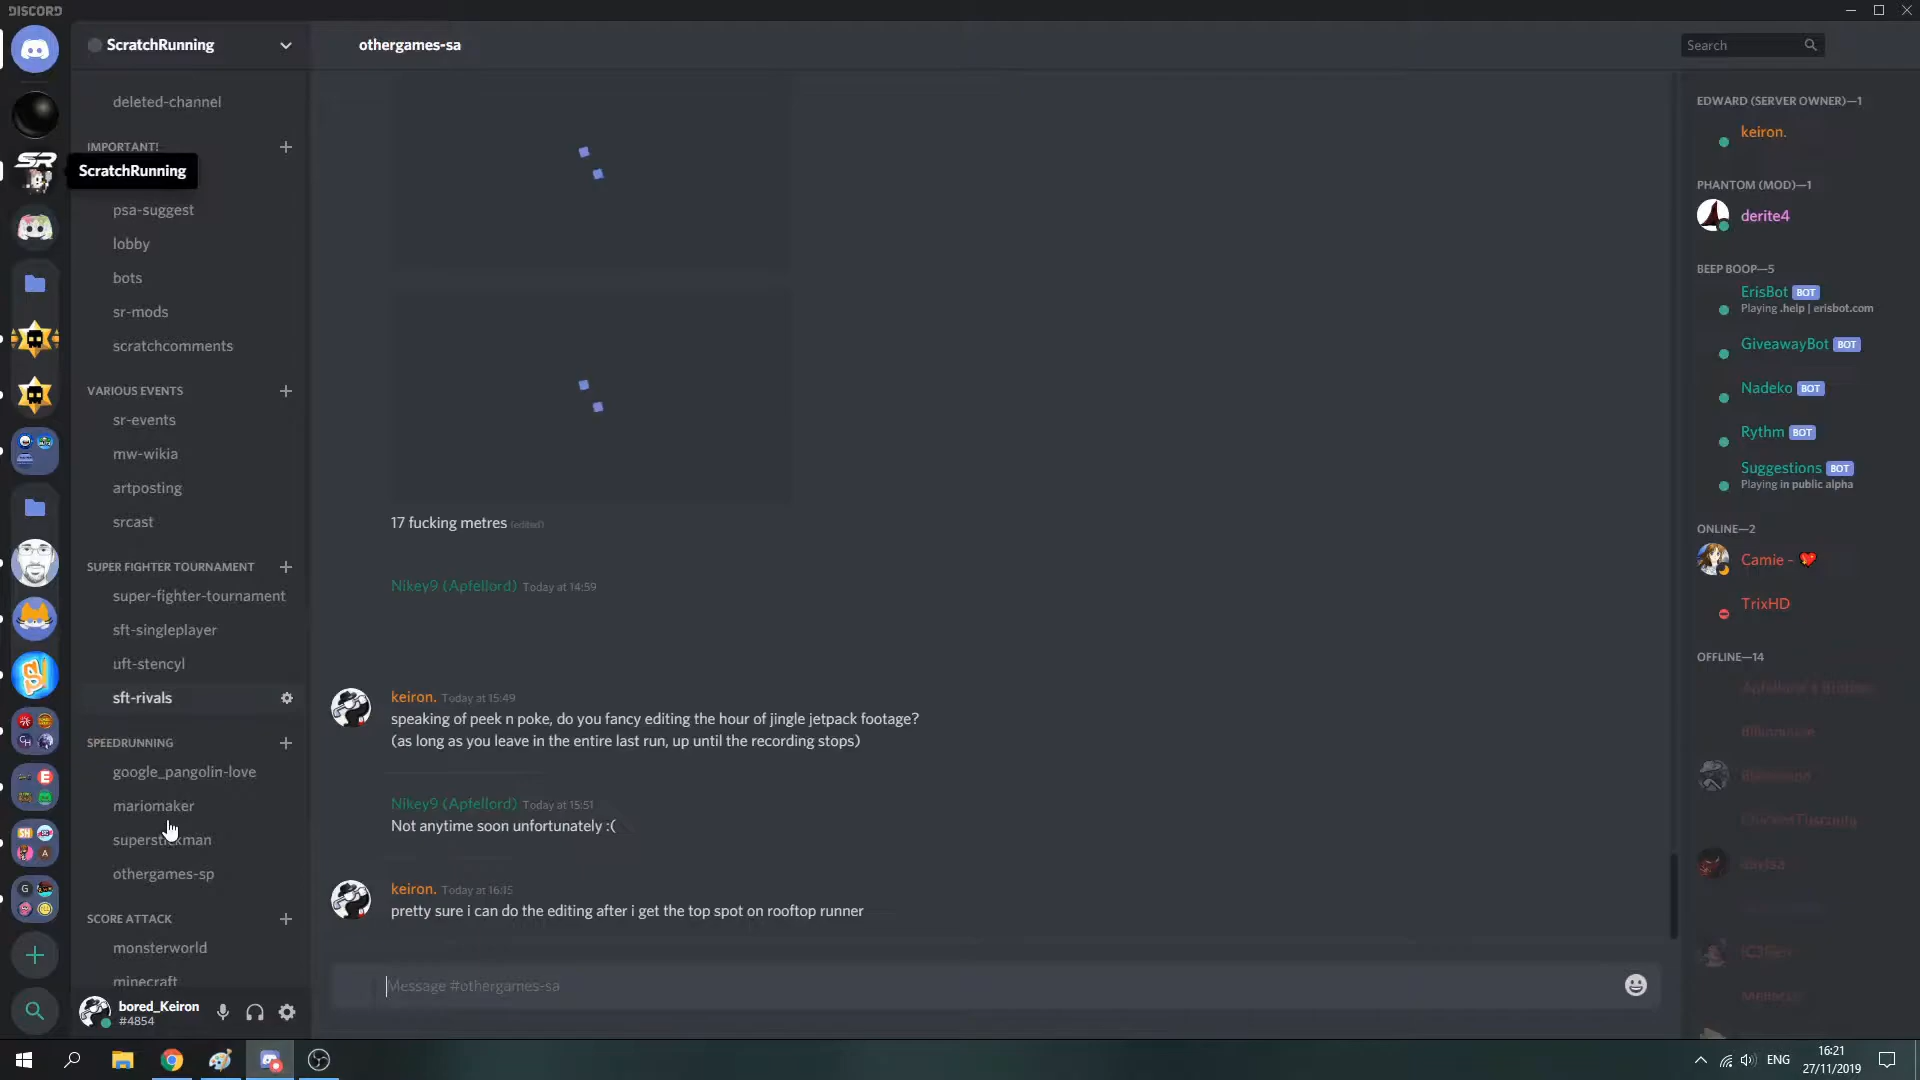 DISCORD
ScratchRunning
othergames-sa
Search
deleted-channel
IMPORTANT!
ScratchRunning
psa-suggest
lobby
bots
sr-mods
scratchcomments
VARIOUS EVENTS
sr-events
mw-wikia
artposting
srcast
SUPER FIGHTER TOURNAMENT
super-fighter-tournament
sft-singleplayer
uft-stencyl
sft-rivals
SPEEDRUNNING
google_pangolin-love
mariomaker
superstickman
othergames-sp
SCORE ATTACK
monsterworld
minecraft
bored_Keiron
#4854
17 fucking metres (edited)
Nikey9 (Apfellord) Today at 14:59
keiron. Today at 15:49
speaking of peek n poke, do you fancy editing the hour of jingle jetpack footage?
(as long as you leave in the entire last run, up until the recording stops)
Nikey9 (Apfellord) Today at 15:51
Not anytime soon unfortunately :(
keiron. Today at 16:15
pretty sure i can do the editing after i get the top spot on rooftop runner
Message #othergames-sa
EDWARD (SERVER OWNER)—1
keiron.
PHANTOM (MOD)—1
derite4
BEEP BOOP—5
ErisBot BOT
Playing .help | erisbot.com
GiveawayBot BOT
Nadeko BOT
Rythm BOT
Suggestions BOT
Playing in public alpha
ONLINE—2
Camie -
TrixHD
OFFLINE—14
ENG
16:21
27/11/2019